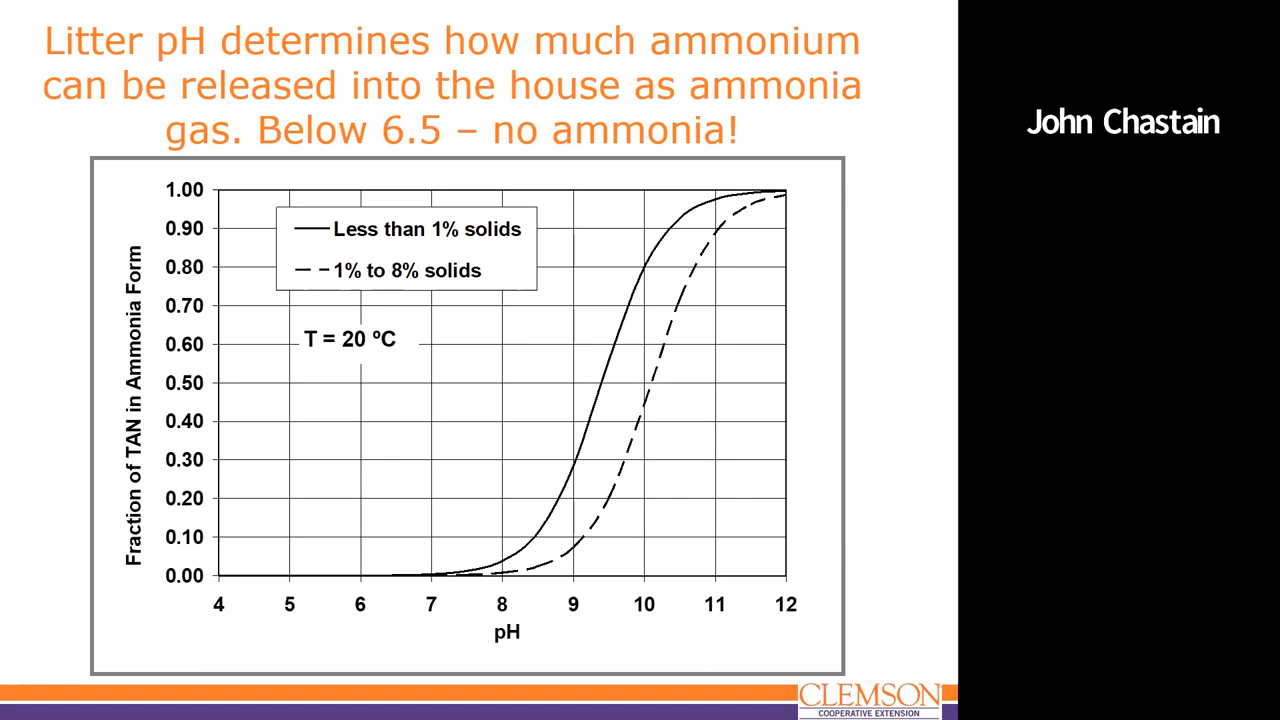 Litter pH determines how much ammonium
can be released into the house as ammonia
gas. Below 6.5 – no ammonia!
John Chastain
Fraction of TAN in Ammonia Form
1.00
0.90
0.80
0.70
0.60
0.50
0.40
0.30
0.20
0.10
0.00
Less than 1% solids
1% to 8% solids
T = 20 ºC
4 5 6 7 8 9 10 11 12
pH
CLEMSON
COOPERATIVE EXTENSION